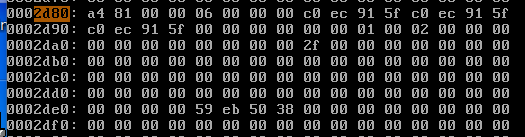 0002d80: a4 81 00 00 06 00 00 00 c0 ec 91 5f c0 ec 91 5f
0002d90: c0 ec 91 5f 00 00 00 00 00 00 01 00 02 00 00 00
0002da0: 00 00 00 00 00 00 00 00 2f 00 00 00 00 00 00 00
0002db0: 00 00 00 00 00 00 00 00 00 00 00 00 00 00 00 00
0002dc0: 00 00 00 00 00 00 00 00 00 00 00 00 00 00 00 00
0002dd0: 00 00 00 00 00 00 00 00 00 00 00 00 00 00 00 00
0002de0: 00 00 00 00 59 eb 50 38 00 00 00 00 00 00 00 00
0002df0: 00 00 00 00 00 00 00 00 00 00 00 00 00 00 00 00